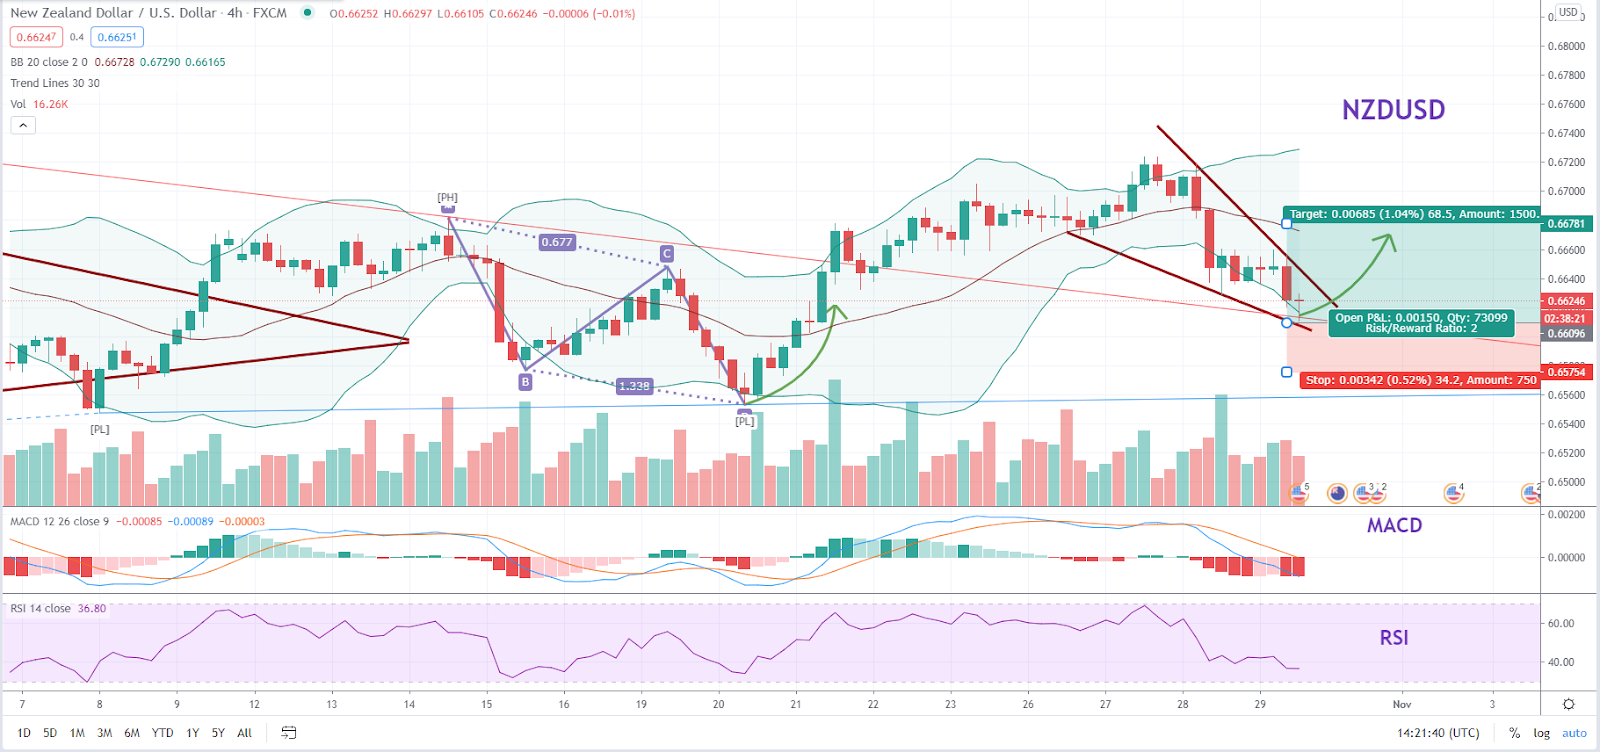 New Zealand Dollar / U.S. Dollar · 4h · FXCM O0.66252 H0.66297 L0.66105 C0.66246 −0.00006 (−0.01%)
USD
0.66247 0.4 0.66251
BB 20 close 2 0 0.66728 0.67290 0.66165
Trend Lines 30 30
Vol 16.26K
NZDUSD
0.68000
0.67800
0.67600
0.67400
0.67200
0.67000
0.66781
0.66600
0.66400
0.66246
02:38:21
0.66096
0.65754
0.65600
0.65400
0.65200
0.65000
[PH]
0.677
C
B
1.338
[PL]
[PL]
Target: 0.00685 (1.04%) 68.5, Amount: 1500.
Open P&L: 0.00150, Qty: 73099
Risk/Reward Ratio: 2
Stop: 0.00342 (0.52%) 34.2, Amount: 750
5 3 2 4 2
MACD 12 26 close 9 −0.00085 −0.00089 −0.00003
MACD
0.00200
0.00000
RSI 14 close 36.80
RSI
60.00
40.00
7 8 9 12 13 14 15 16 19 20 21 22 23 26 27 28 29 Nov 3
1D 5D 1M 3M 6M YTD 1Y 5Y All
14:21:40 (UTC) % log auto